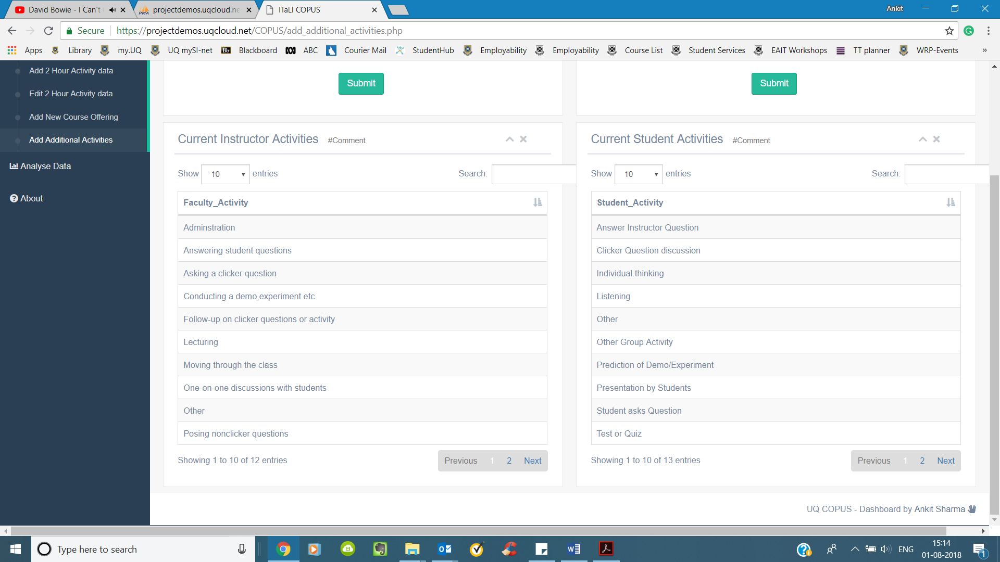 David Bowie - I Can't
projectdemos.uqcloud.ne
ITaLI COPUS
Ankit
Secure
https://projectdemos.uqcloud.net/COPUS/add_additional_activities.php
Apps Library my.UQ UQ mySI-net Bb Blackboard ABC Courier Mail StudentHub Employability Employability Course List Student Services EAIT Workshops TT planner WRP-Events »
Add 2 Hour Activity data
Edit 2 Hour Activity data
Add New Course Offering
Add Additional Activities
Analyse Data
About
Submit
Submit
Current Instructor Activities #Comment
Show 10 entries Search:
Faculty_Activity
Adminstration
Answering student questions
Asking a clicker question
Conducting a demo,experiment etc.
Follow-up on clicker questions or activity
Lecturing
Moving through the class
One-on-one discussions with students
Other
Posing nonclicker questions
Showing 1 to 10 of 12 entries
Previous 1 2 Next
Current Student Activities #Comment
Show 10 entries Search:
Student_Activity
Answer Instructor Question
Clicker Question discussion
Individual thinking
Listening
Other
Other Group Activity
Prediction of Demo/Experiment
Presentation by Students
Student asks Question
Test or Quiz
Showing 1 to 10 of 13 entries
Previous 1 2 Next
UQ COPUS - Dashboard by Ankit Sharma
Type here to search
ENG
15:14
01-08-2018
1